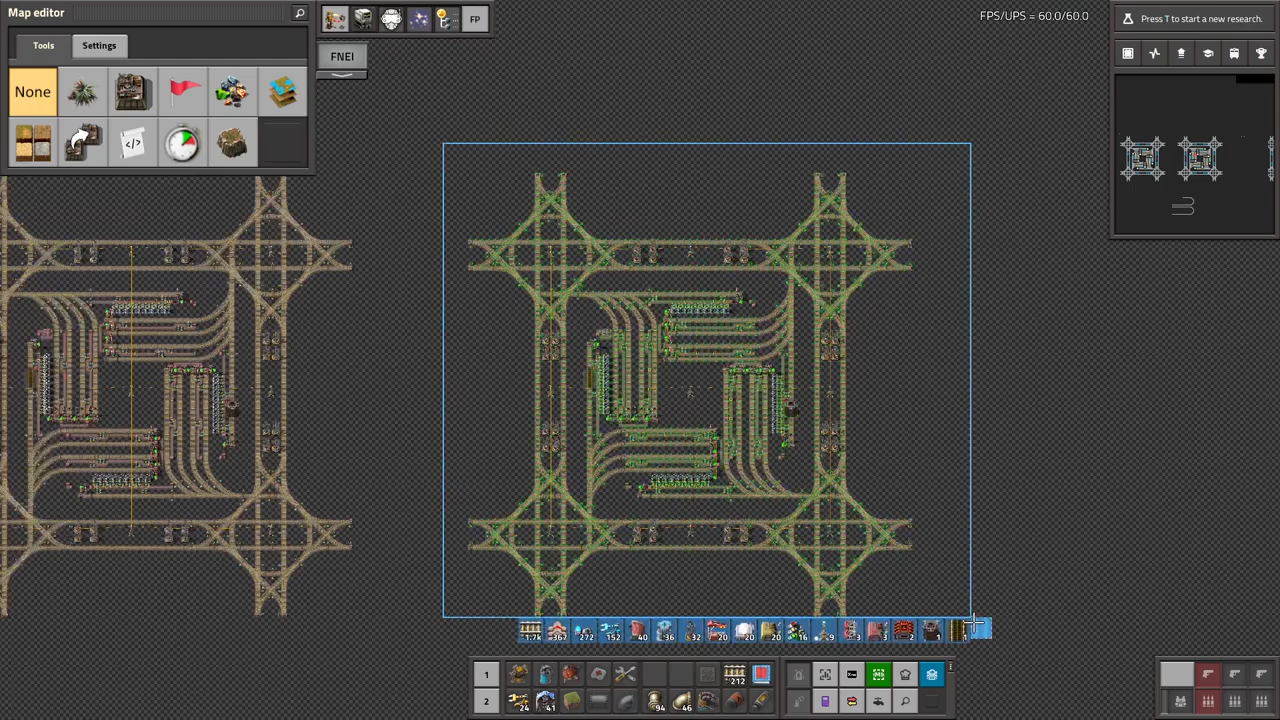 Map editor
FP
FPS/UPS = 60.0/60.0
Press T to start a new research.
Tools
Settings
FNEI
None
</>
1.7k
367
272
152
40
36
32
20
20
20
16
9
3
3
2
1
1
1
212
2
24
41
94
46